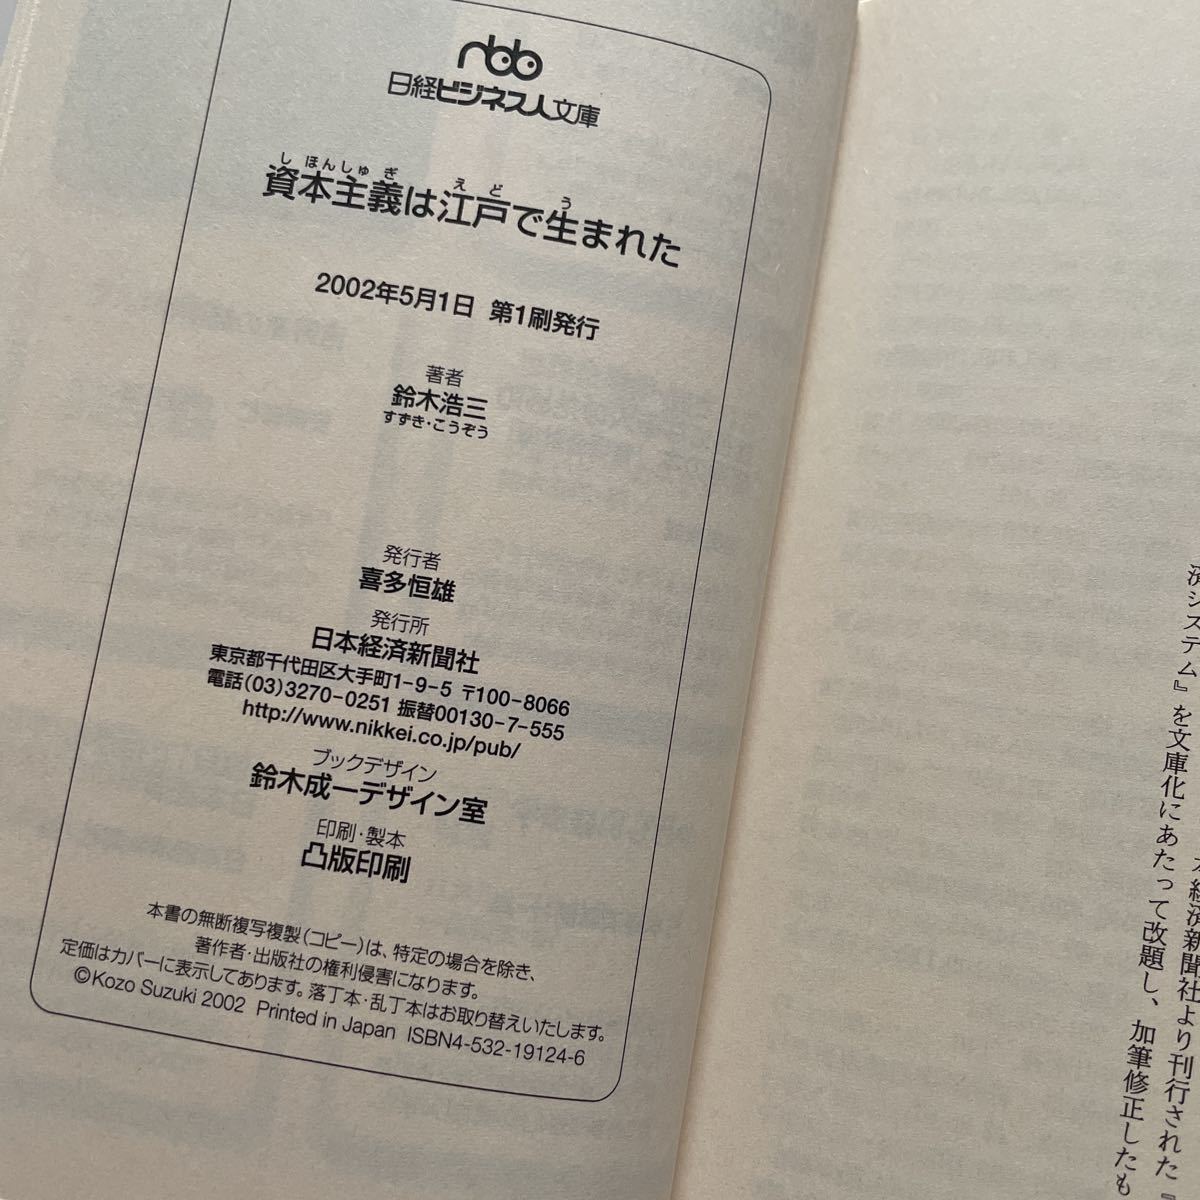 nbb
日経ビジネス人文庫
しほんしゅぎ えど う
資本主義は江戸で生まれた
2002年5月1日 第1刷発行
著者
鈴木浩三
すずき・こうぞう
発行者
喜多恒雄
発行所
日本経済新聞社
東京都千代田区大手町1-9-5 〒100-8066
電話(03)3270-0251 振替00130-7-555
http://www.nikkei.co.jp/pub/
ブックデザイン
鈴木成一デザイン室
印刷・製本
凸版印刷
本書の無断複写複製(コピー)は、特定の場合を除き、
著作者・出版社の権利侵害になります。
定価はカバーに表示してあります。落丁本・乱丁本はお取り替えいたします。
©Kozo Suzuki 2002 Printed in Japan ISBN4-532-19124-6
経済新聞社より刊行された『
済システム』を文庫化にあたって改題し、加筆修正したも